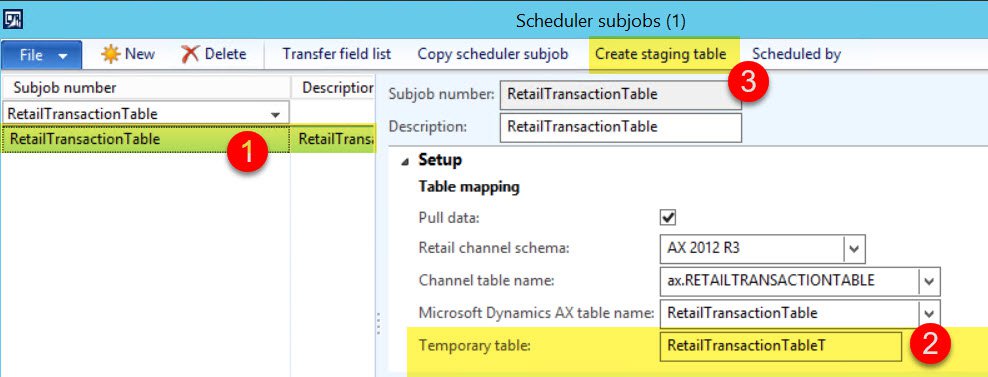 Scheduler subjobs (1)
File New Delete Transfer field list Copy scheduler subjob Create staging table Scheduled by
3
Subjob number Description
RetailTransactionTable
RetailTransactionTable RetailTransa
1
Subjob number: RetailTransactionTable
Description: RetailTransactionTable
Setup
Table mapping
Pull data:
Retail channel schema: AX 2012 R3
Channel table name: ax.RETAILTRANSACTIONTABLE
Microsoft Dynamics AX table name: RetailTransactionTable
Temporary table: RetailTransactionTableT
2